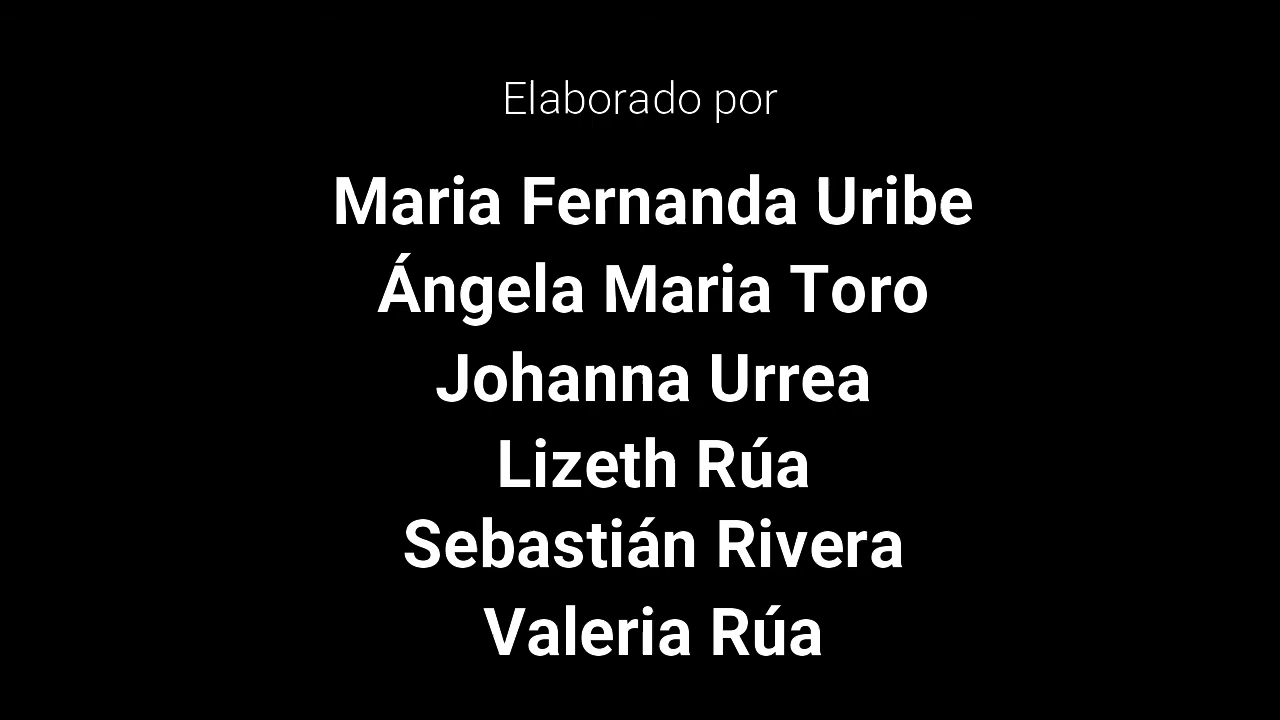 Elaborado por
Maria Fernanda Uribe
Ángela Maria Toro
Johanna Urrea
Lizeth Rúa
Sebastián Rivera
Valeria Rúa